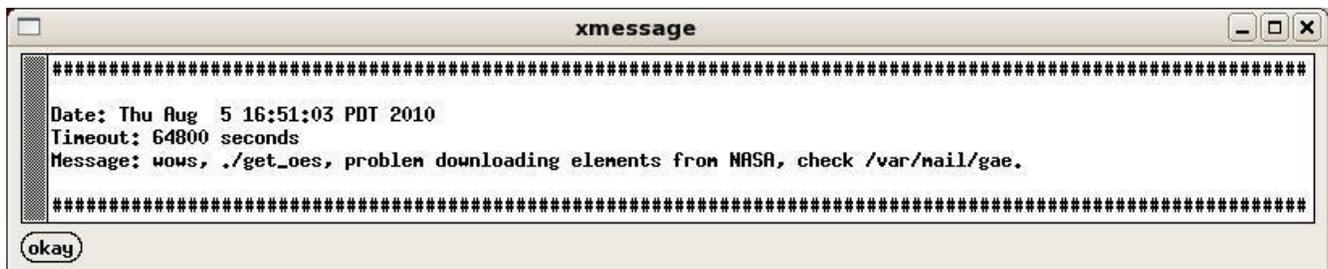 xmessage
###############################################################################################################
Date: Thu Aug  5 16:51:03 PDT 2010
Timeout: 64800 seconds
Message: wows, ./get_oes, problem downloading elements from NASA, check /var/mail/gae.
###############################################################################################################
okay